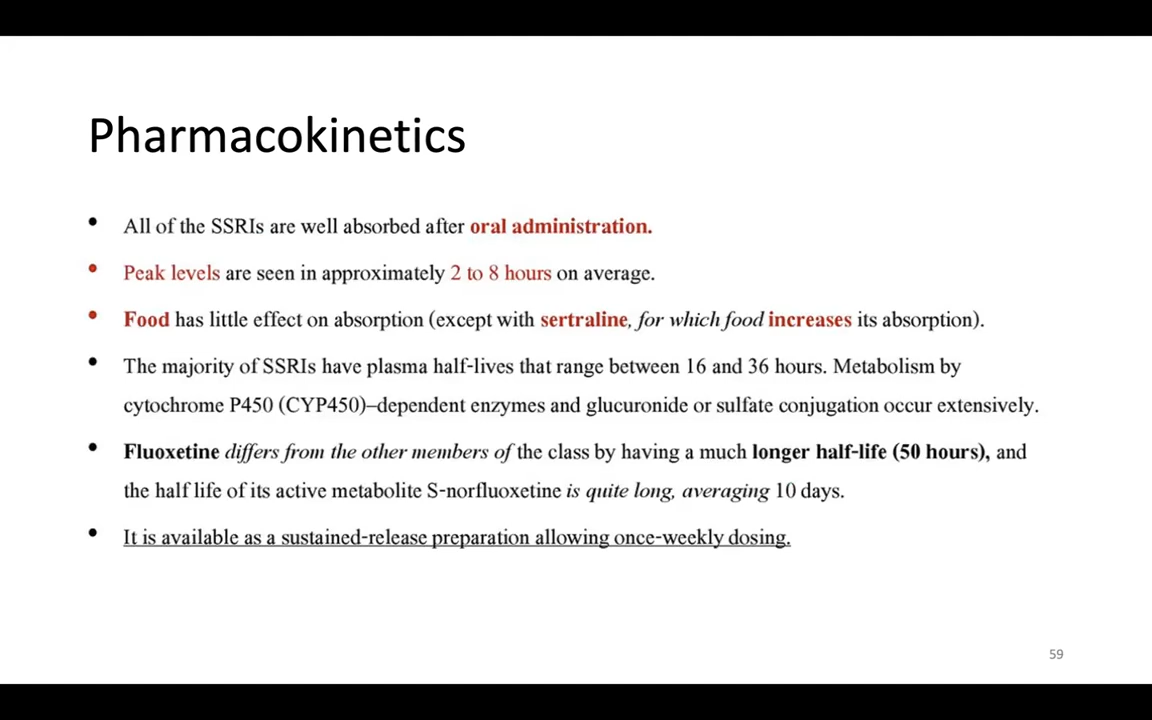 Pharmacokinetics
• All of the SSRIs are well absorbed after oral administration.
• Peak levels are seen in approximately 2 to 8 hours on average.
• Food has little effect on absorption (except with sertraline, for which food increases its absorption).
• The majority of SSRIs have plasma half-lives that range between 16 and 36 hours. Metabolism by
cytochrome P450 (CYP450)–dependent enzymes and glucuronide or sulfate conjugation occur extensively.
• Fluoxetine differs from the other members of the class by having a much longer half-life (50 hours), and
the half life of its active metabolite S-norfluoxetine is quite long, averaging 10 days.
• It is available as a sustained-release preparation allowing once-weekly dosing.
59